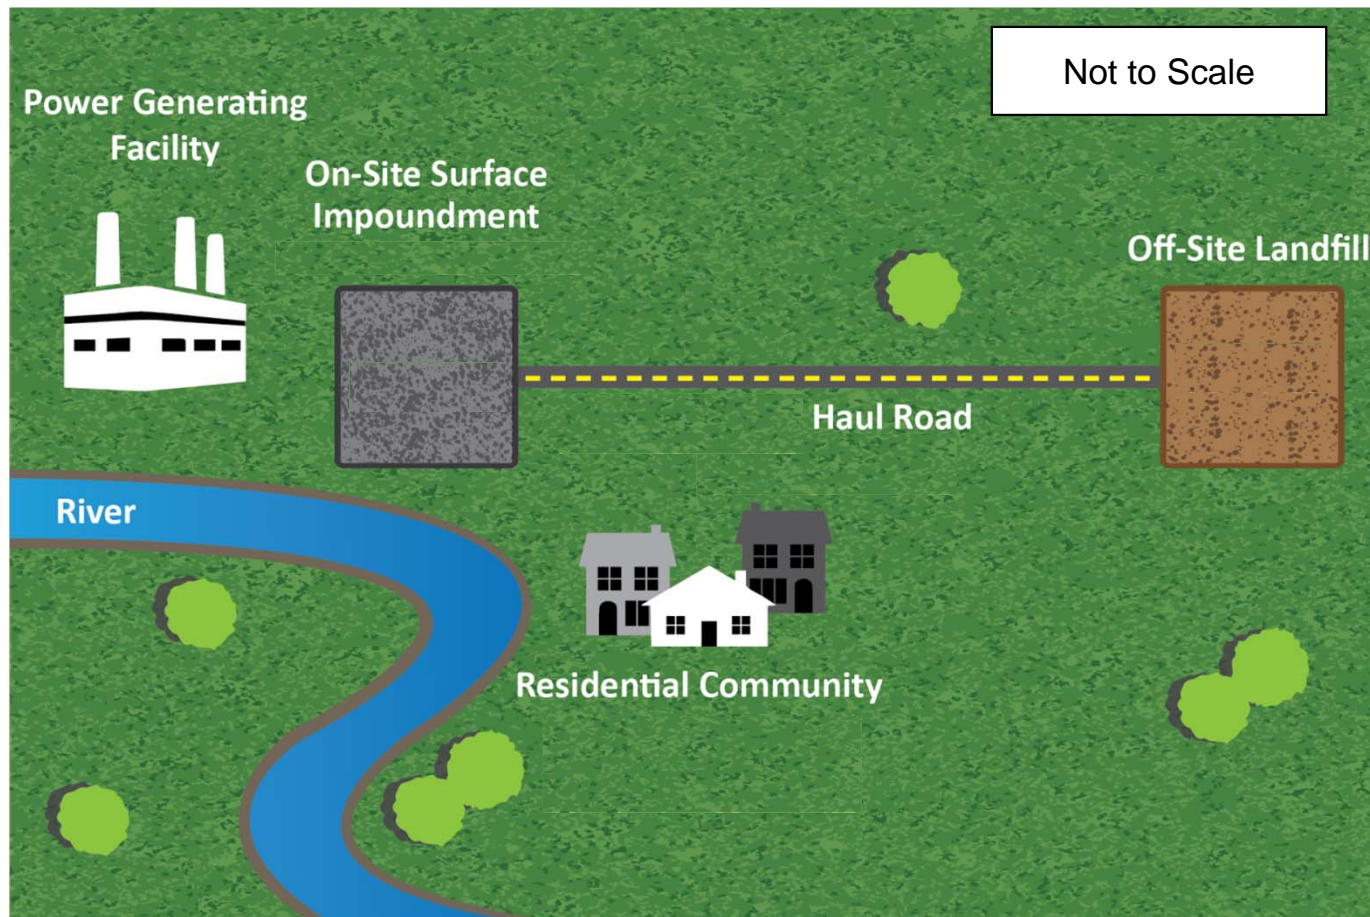 Not to Scale
Power Generating
Facility
On-Site Surface
Impoundment
Off-Site Landfill
Haul Road
River
Residential Community